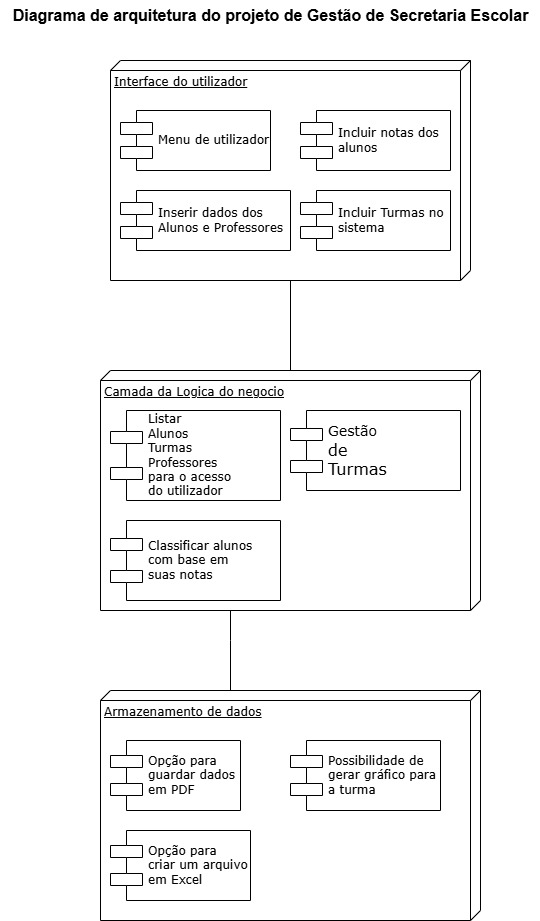 Diagrama de arquitetura do projeto de Gestão de Secretaria Escolar
Interface do utilizador
Menu de utilizador
Incluir notas dos
alunos
Inserir dados dos
Alunos e Professores
Incluir Turmas no
sistema
Camada da Logica do negocio
Listar
Alunos
Turmas
Professores
para o acesso
do utilizador
Gestão
de
Turmas
Classificar alunos
com base em
suas notas
Armazenamento de dados
Opção para
guardar dados
em PDF
Possibilidade de
gerar gráfico para
a turma
Opção para
criar um arquivo
em Excel